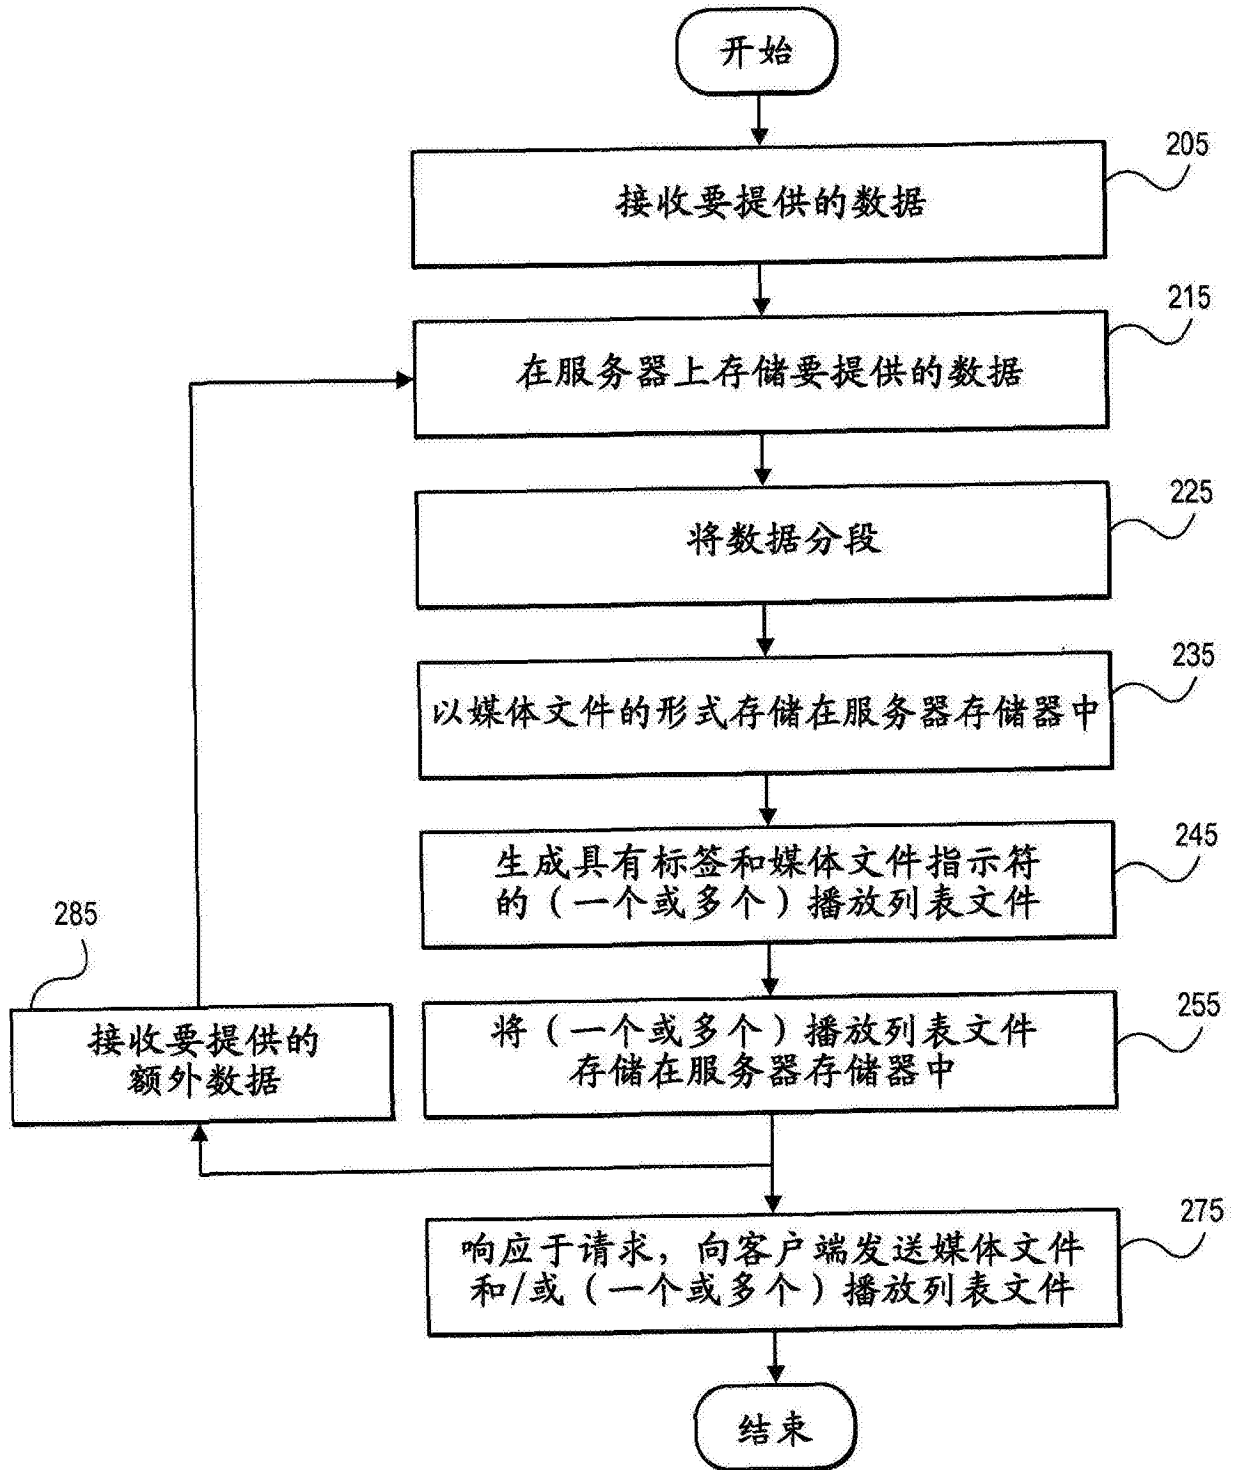 开始
205
接收要提供的数据
215
在服务器上存储要提供的数据
225
将数据分段
235
以媒体文件的形式存储在服务器存储器中
245
生成具有标签和媒体文件指示符
的（一个或多个）播放列表文件
285
接收要提供的
额外数据
255
将（一个或多个）播放列表文件
存储在服务器存储器中
275
响应于请求，向客户端发送媒体文件
和/或（一个或多个）播放列表文件
结束